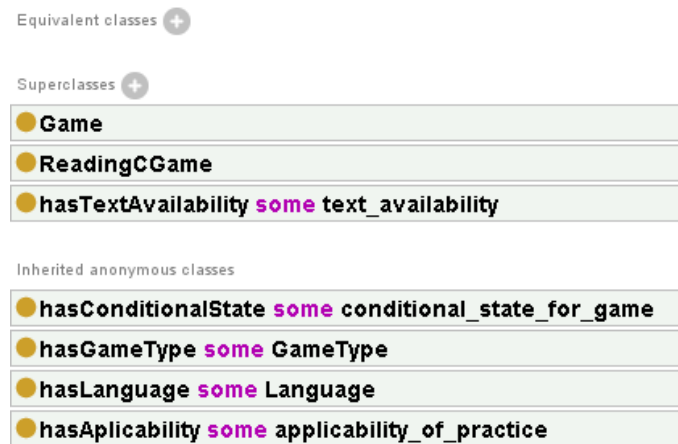 Equivalent classes
Superclasses
Game
ReadingCGame
hasTextAvailability some text_availability
Inherited anonymous classes
hasConditionalState some conditional_state_for_game
hasGameType some GameType
hasLanguage some Language
hasAplicability some applicability_of_practice